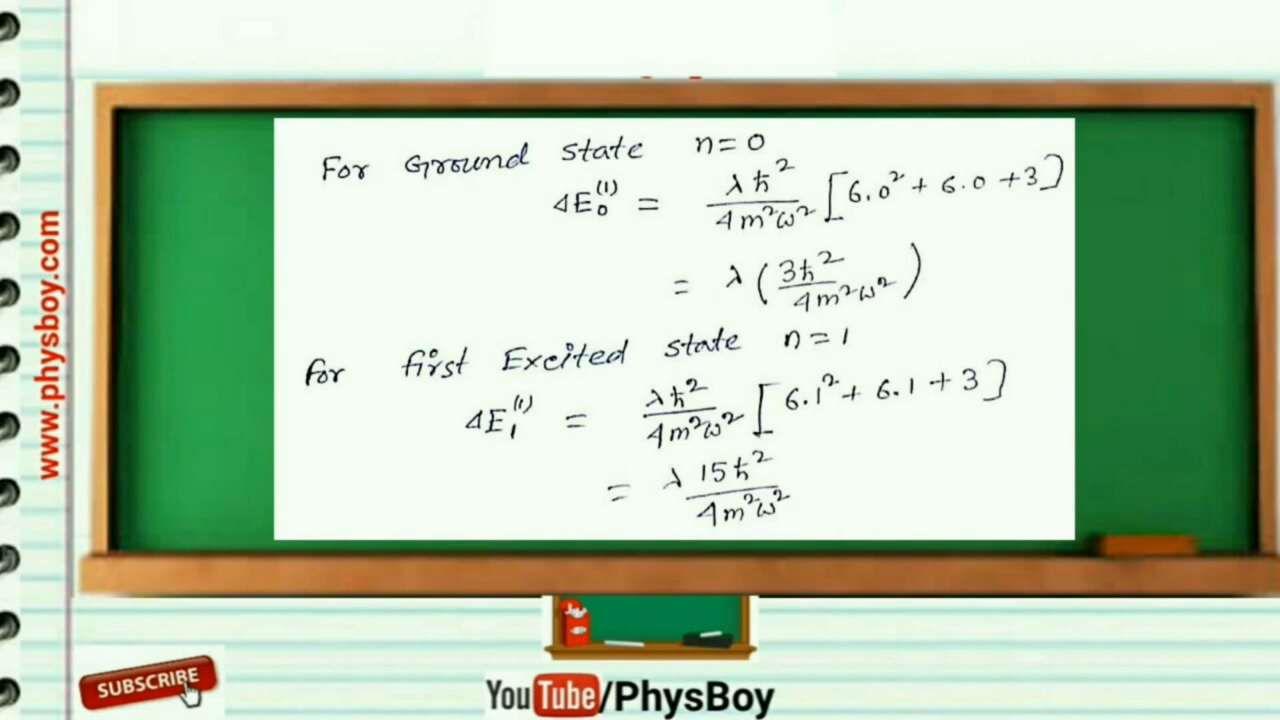 For Ground state n=0
ΔE₀⁽¹⁾ = λħ²/4m²ω² [6.0² + 6.0 + 3]
= λ(3ħ²/4m²ω²)
for first Excited state n=1
ΔE₁⁽¹⁾ = λħ²/4m²ω² [6.1² + 6.1 + 3]
= λ 15ħ²/4m²ω²
www.physboy.com
SUBSCRIBE
YouTube/PhysBoy